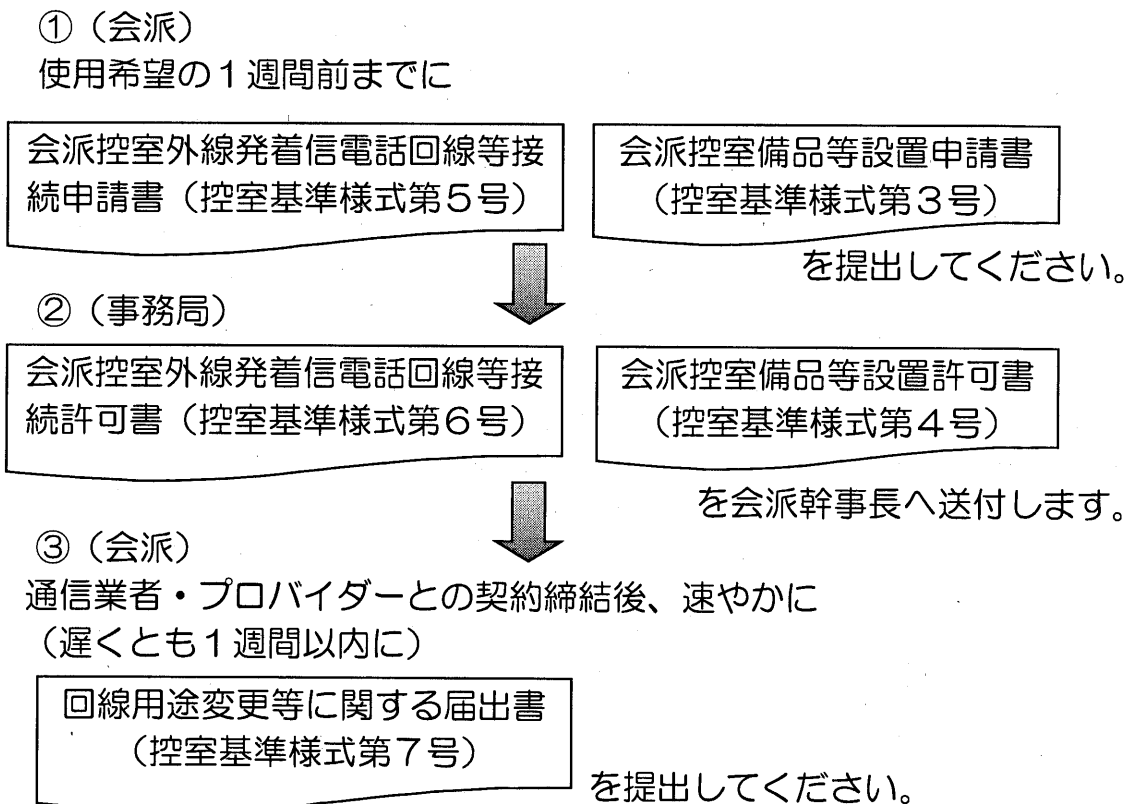 ①（会派）
使用希望の１週間前までに
会派控室外線発着信電話回線等接
続申請書（控室基準様式第５号）
会派控室備品等設置申請書
（控室基準様式第３号）
を提出してください。
②（事務局）
会派控室外線発着信電話回線等接
続許可書（控室基準様式第６号）
会派控室備品等設置許可書
（控室基準様式第４号）
を会派幹事長へ送付します。
③（会派）
通信業者・プロバイダーとの契約締結後、速やかに
（遅くとも１週間以内に）
回線用途変更等に関する届出書
（控室基準様式第７号）
を提出してください。